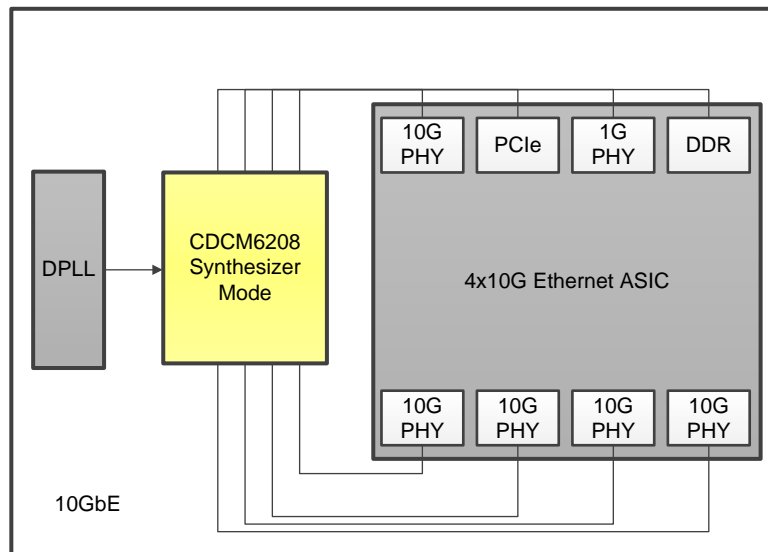 10G
PHY
PCIe
1G
PHY
DDR
DPLL
CDCM6208
Synthesizer
Mode
4x10G Ethernet ASIC
10G
PHY
10G
PHY
10G
PHY
10G
PHY
10GbE